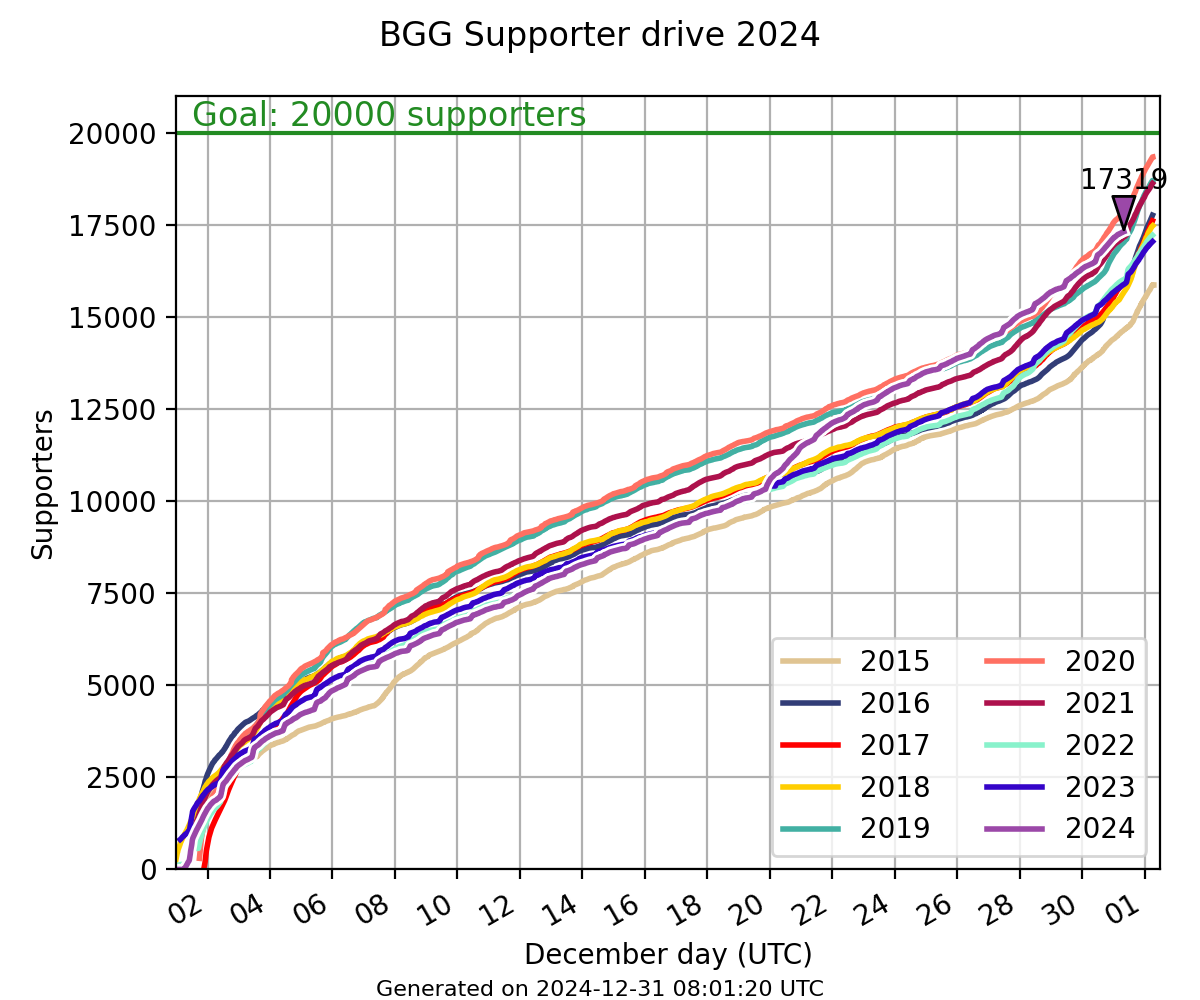 BGG Supporter drive 2024
Goal: 20000 supporters
17319
20000
17500
15000
12500
10000
7500
5000
2500
0
Supporters
2015 2020
2016 2021
2017 2022
2018 2023
2019 2024
02 04 06 08 10 12 14 16 18 20 22 24 26 28 30 01
December day (UTC)
Generated on 2024-12-31 08:01:20 UTC